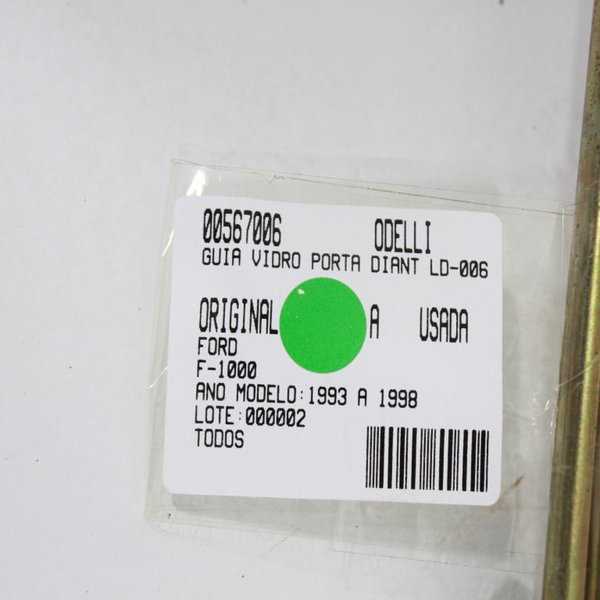 00567006 ODELLI
GUIA VIDRO PORTA DIANT LD-006
ORIGINAL A USADA
FORD
F-1000
ANO MODELO:1993 A 1998
LOTE:000002
TODOS